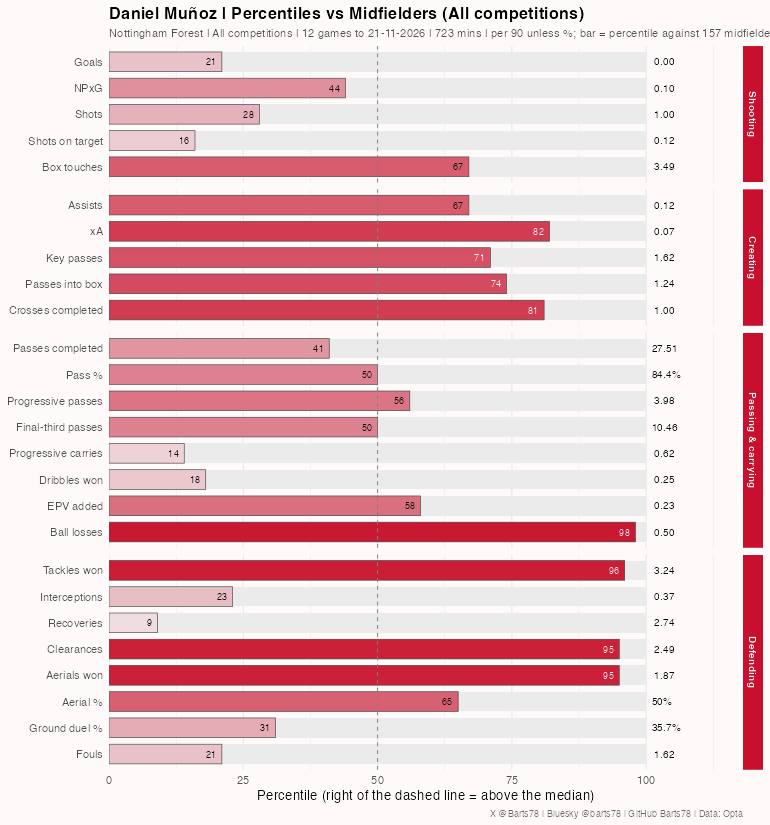 Daniel Muñoz | Percentiles vs Midfielders (All competitions)
Nottingham Forest | All competitions | 12 games to 21-11-2026 | 723 mins | per 90 unless %; bar = percentile against 157 midfielde
Goals 21 0.00
NPxG 44 0.10
Shots 28 1.00
Shots on target 16 0.12
Box touches 67 3.49
Shooting
Assists 67 0.12
xA 82 0.07
Key passes 71 1.62
Passes into box 74 1.24
Crosses completed 81 1.00
Creating
Passes completed 41 27.51
Pass % 50 84.4%
Progressive passes 56 3.98
Final-third passes 50 10.46
Progressive carries 14 0.62
Dribbles won 18 0.25
EPV added 58 0.23
Ball losses 98 0.50
Passing & carrying
Tackles won 96 3.24
Interceptions 23 0.37
Recoveries 9 2.74
Clearances 95 2.49
Aerials won 95 1.87
Aerial % 65 50%
Ground duel % 31 35.7%
Fouls 21 1.62
Defending
0 25 50 75 100
Percentile (right of the dashed line = above the median)
X @Barts78 | Bluesky @barts78 | GitHub Barts78 | Data: Opta